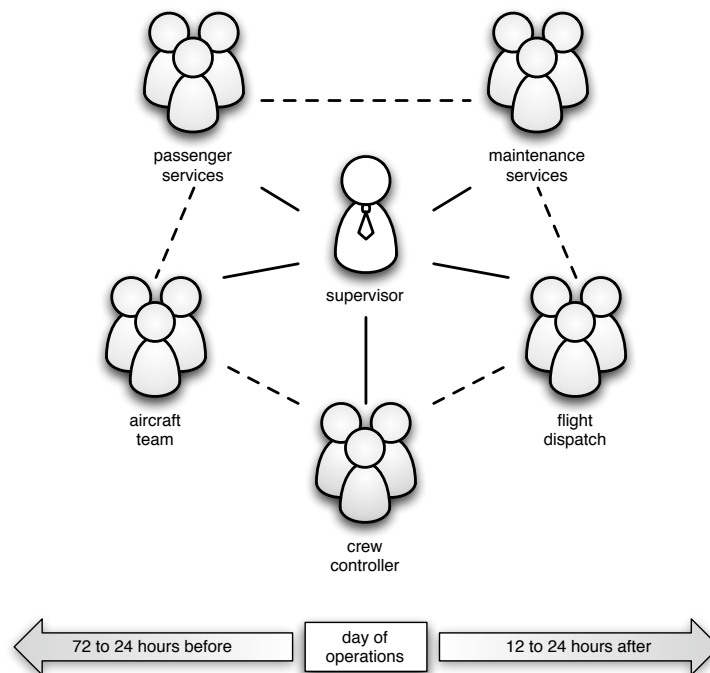 passenger
services
maintenance
services
supervisor
aircraft
team
flight
dispatch
crew
controller
72 to 24 hours before
day of
operations
12 to 24 hours after